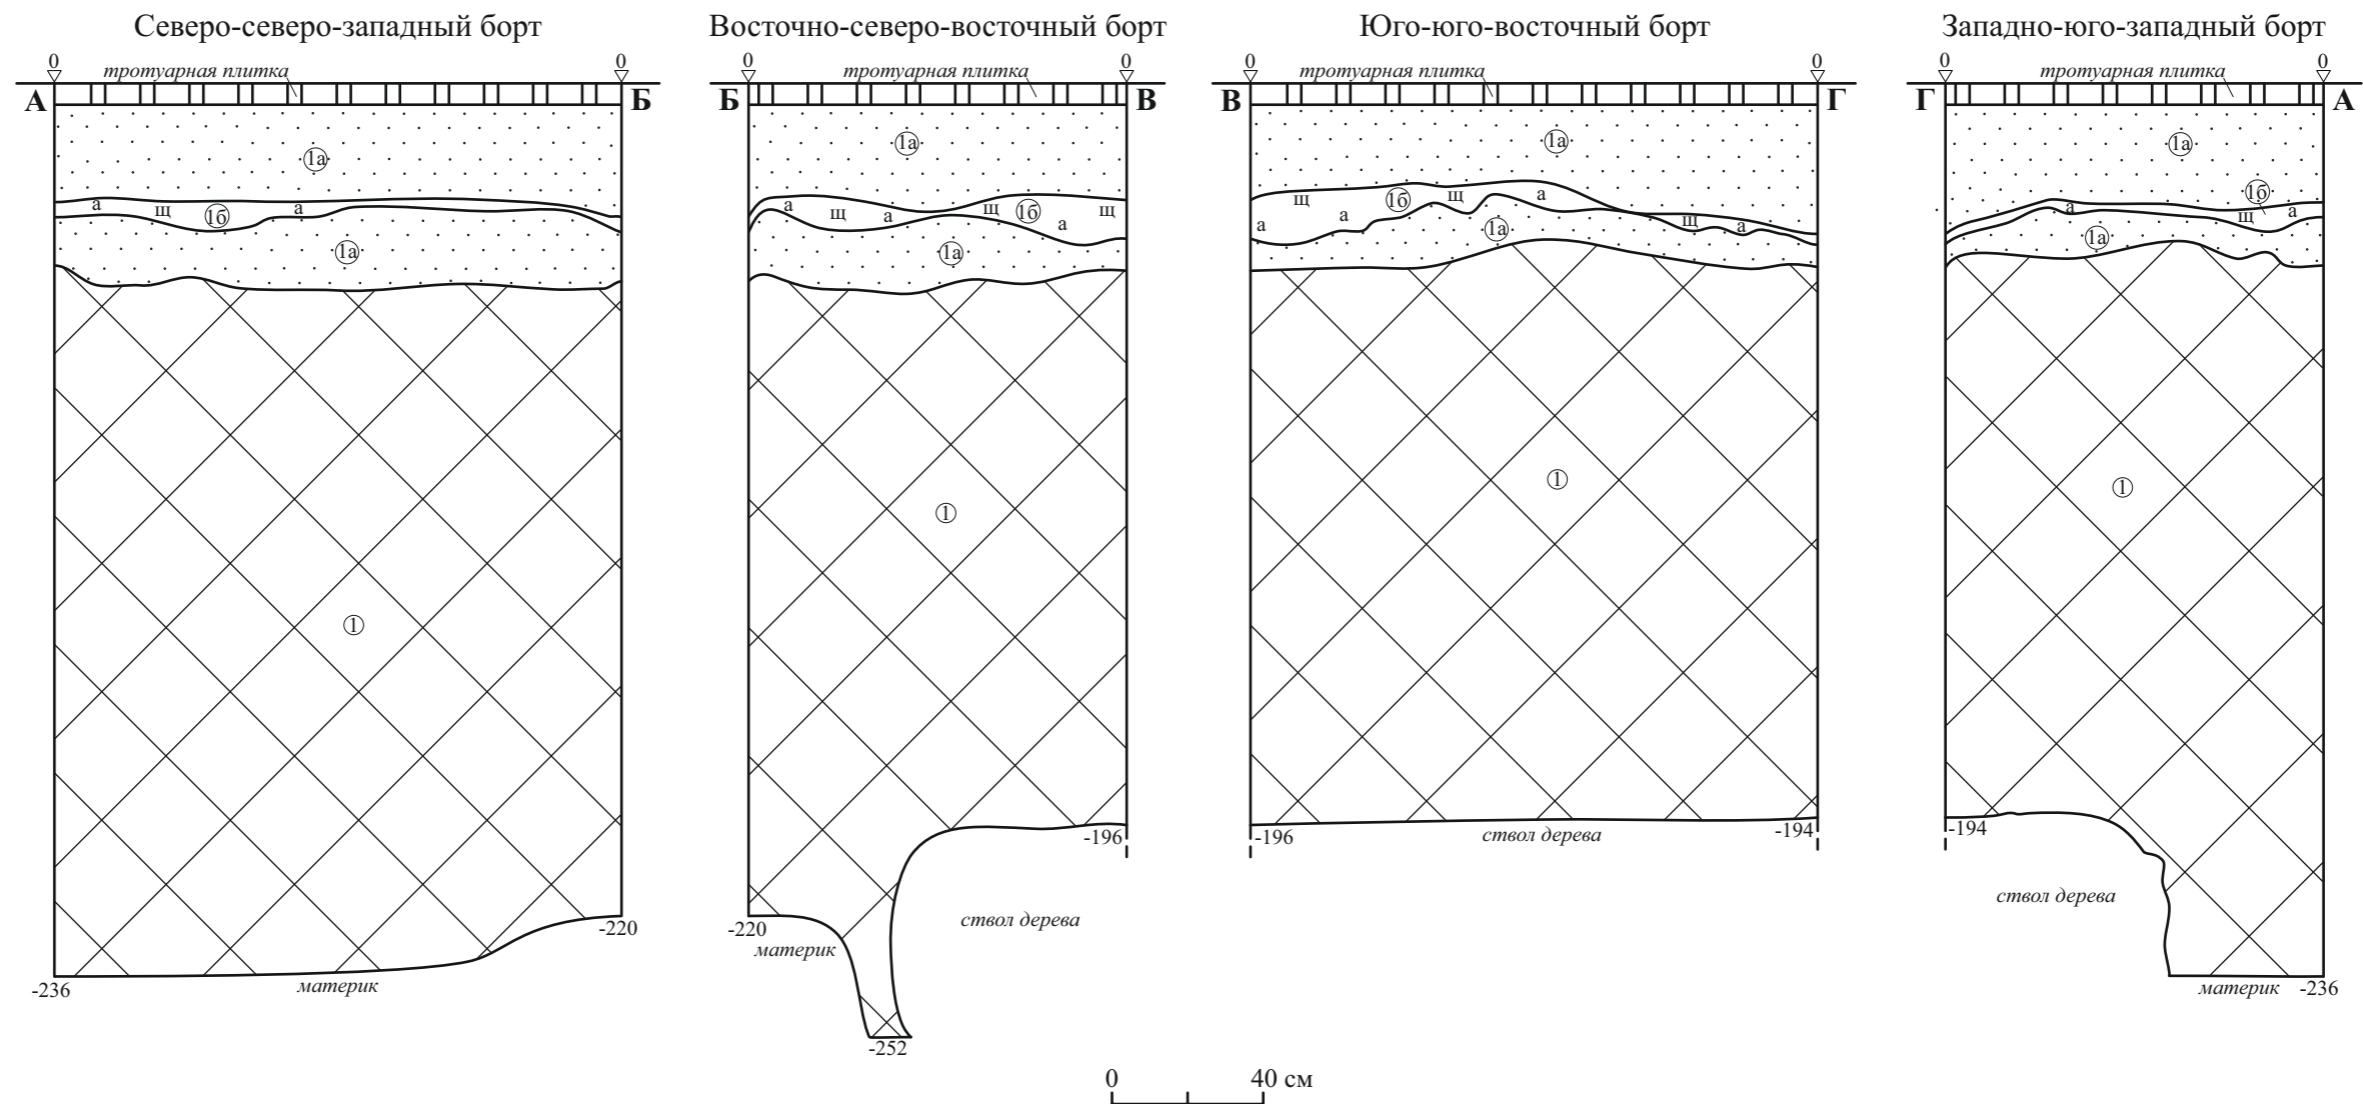 Северо-северо-западный борт
Восточно-северо-восточный борт
Юго-юго-восточный борт
Западно-юго-западный борт
0 тротуарная плитка 0
0 тротуарная плитка 0
0 тротуарная плитка 0
0 тротуарная плитка 0
А Б
Б В
В Г
Г А
1а
а щ 1б а
1а
1
-220
-236 материк
1а
а щ а щ 1б щ
а
1а
1
-196
-220 материк
ствол дерева
-252
1а
щ 1б щ а
а а щ а
1а
1
-196 ствол дерева -194
1а
1б
а щ а
1а
1
-194
ствол дерева
материк -236
0 40 см